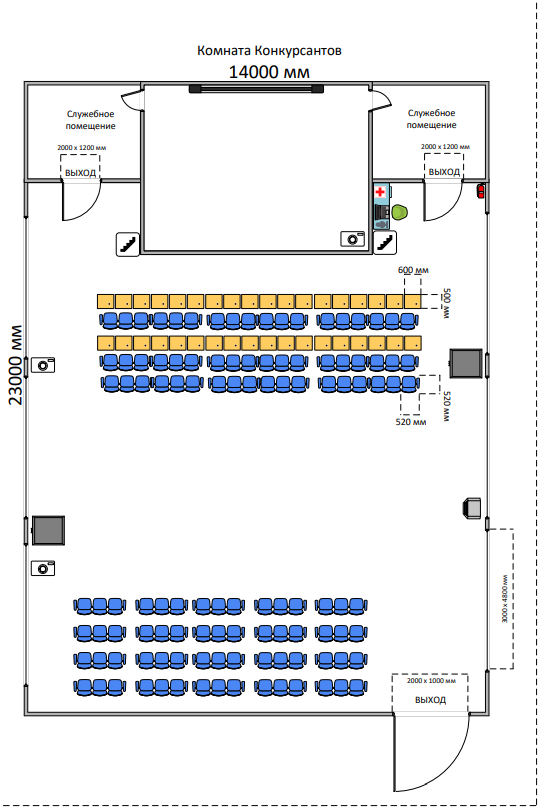 Комната Конкурсантов
14000 мм
Служебное
помещение
2000 x 1200 мм
ВЫХОД
Служебное
помещение
2000 x 1200 мм
ВЫХОД
600 мм
500 мм
23000 мм
520 мм
520 мм
3000 x 4800 мм
2000 x 1000 мм
ВЫХОД